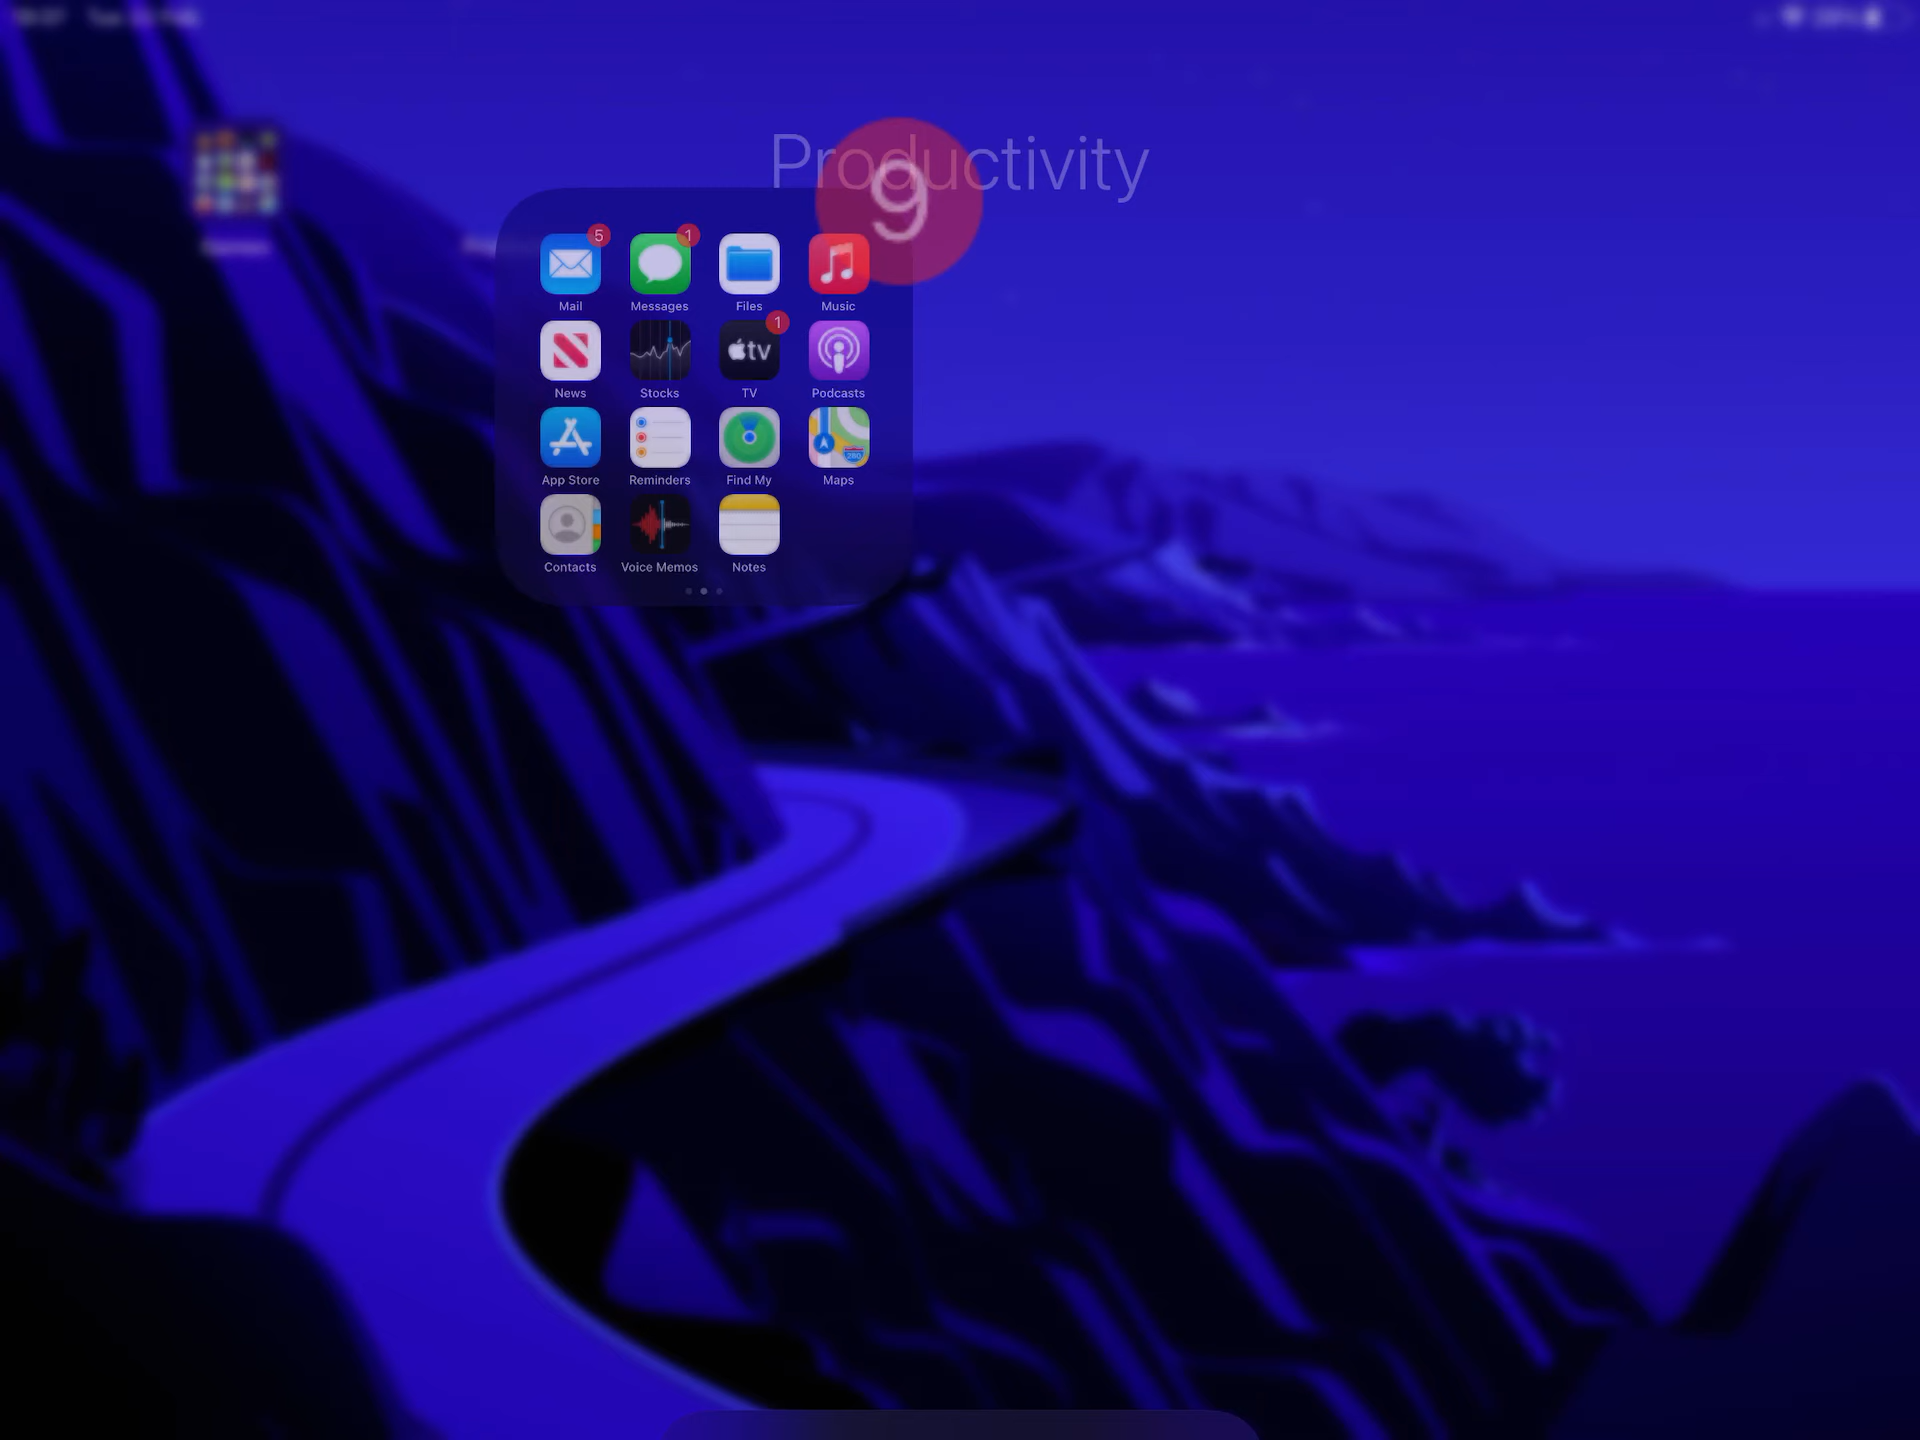 Productivity
9
5
1
Mail
Messages
Files
Music
1
tv
News
Stocks
TV
Podcasts
280
App Store
Reminders
Find My
Maps
Contacts
Voice Memos
Notes